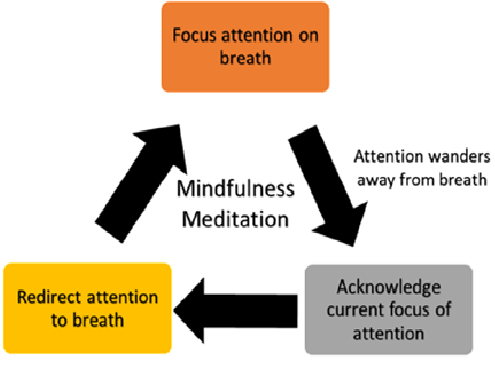 Focus attention on
breath
Attention wanders
away from breath
Mindfulness
Meditation
Acknowledge
current focus of
attention
Redirect attention
to breath